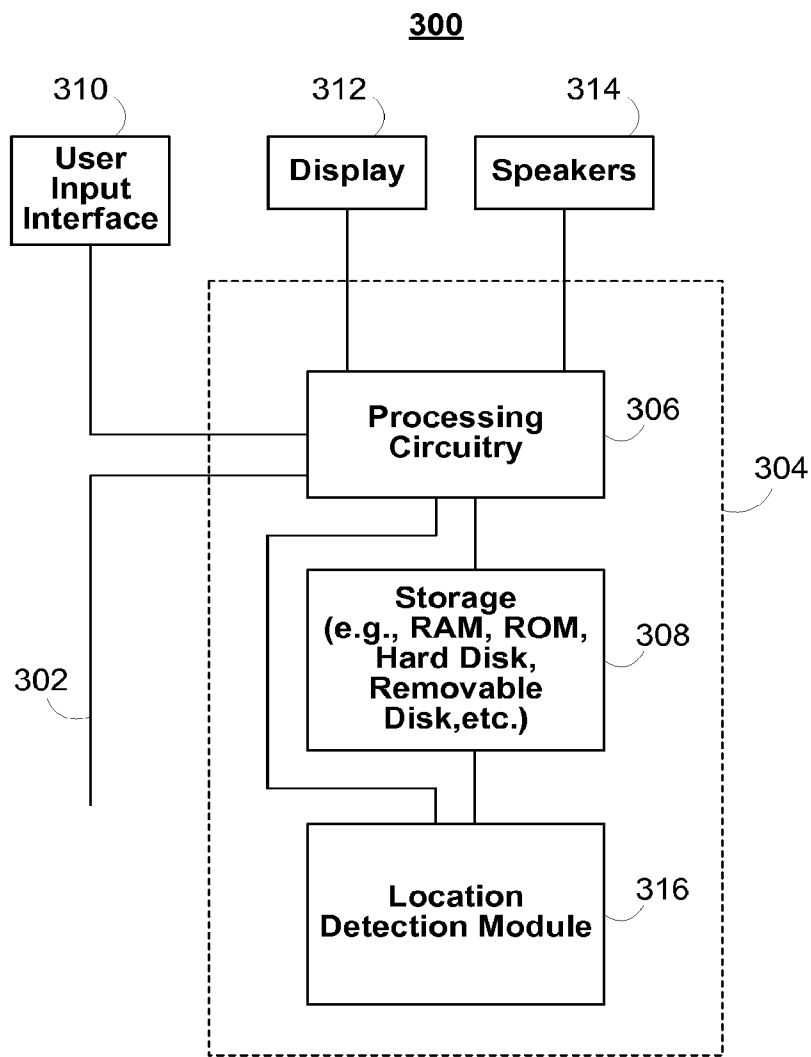 300
310
312
314
User
Input
Interface
Display
Speakers
Processing
Circuitry
306
304
Storage
(e.g., RAM, ROM,
Hard Disk,
Removable
Disk,etc.)
308
302
Location
Detection Module
316